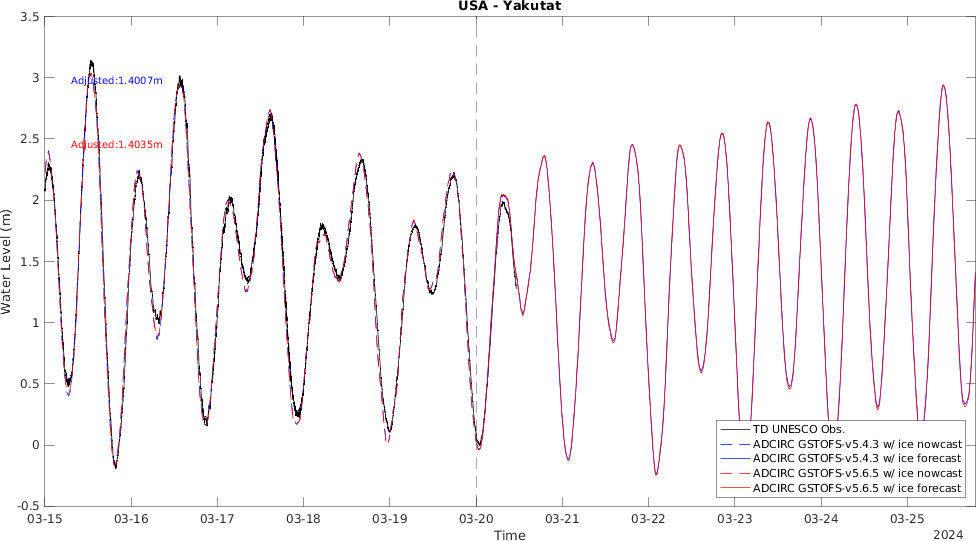 USA - Yakutat
3.5
3
2.5
2
1.5
1
0.5
0
-0.5
Water Level (m)
Adjusted:1.4007m
Adjusted:1.4035m
TD UNESCO Obs.
ADCIRC GSTOFS-v5.4.3 w/ ice nowcast
ADCIRC GSTOFS-v5.4.3 w/ ice forecast
ADCIRC GSTOFS-v5.6.5 w/ ice nowcast
ADCIRC GSTOFS-v5.6.5 w/ ice forecast
03-15 03-16 03-17 03-18 03-19 03-20 03-21 03-22 03-23 03-24 03-25
Time
2024